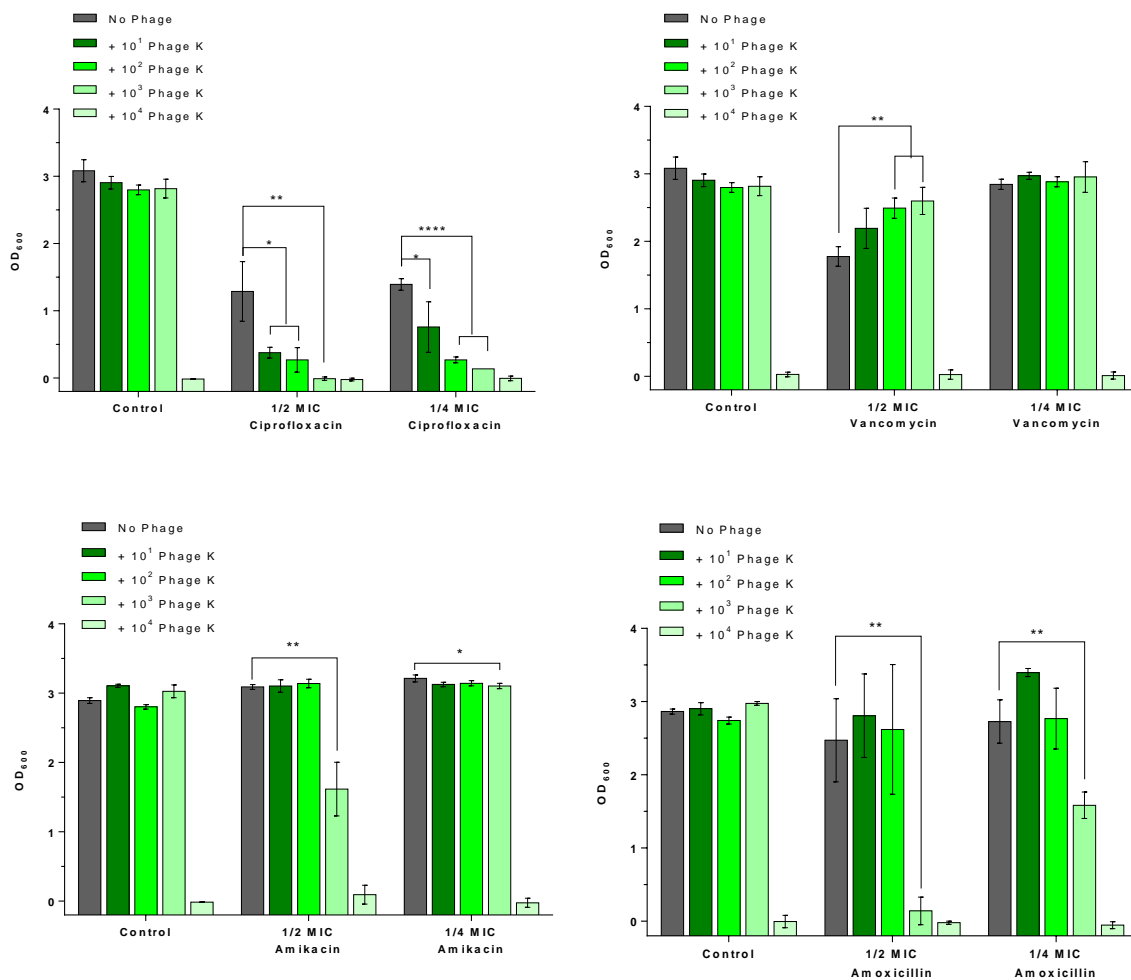 No Phage
+ 10¹ Phage K
+ 10² Phage K
+ 10³ Phage K
+ 10⁴ Phage K
4
3
2
1
0
OD₆₀₀
**
*
****
*
Control
1/2 MIC
Ciprofloxacin
1/4 MIC
Ciprofloxacin
No Phage
+ 10¹ Phage K
+ 10² Phage K
+ 10³ Phage K
+ 10⁴ Phage K
4
3
2
1
0
OD₆₀₀
**
Control
1/2 MIC
Vancomycin
1/4 MIC
Vancomycin
No Phage
+ 10¹ Phage K
+ 10² Phage K
+ 10³ Phage K
+ 10⁴ Phage K
4
3
2
1
0
OD₆₀₀
**
*
Control
1/2 MIC
Amikacin
1/4 MIC
Amikacin
No Phage
+ 10¹ Phage K
+ 10² Phage K
+ 10³ Phage K
+ 10⁴ Phage K
4
3
2
1
0
OD₆₀₀
**
**
Control
1/2 MIC
Amoxicillin
1/4 MIC
Amoxicillin